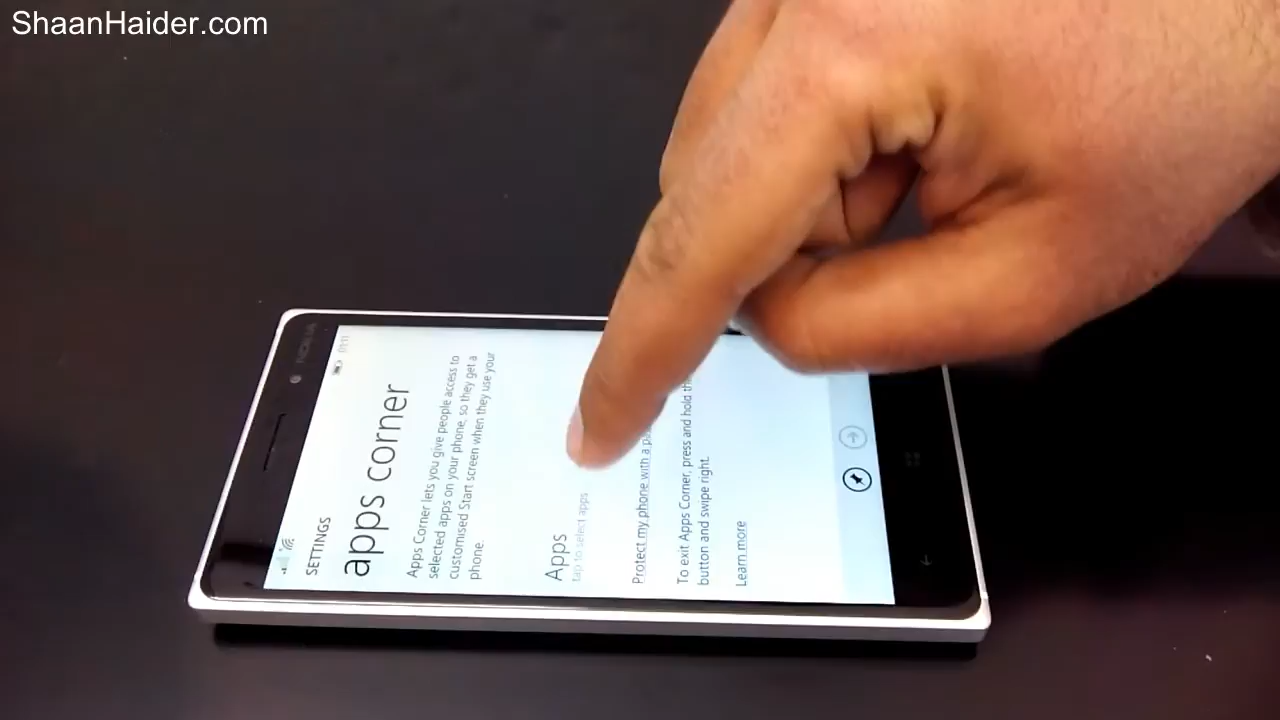 ShaanHaider.com
NOKIA
01:11
SETTINGS
apps corner
Apps Corner lets you give people access to
selected apps on your phone, so they get a
customised Start screen when they use your
phone.
Apps
tap to select apps
Protect my phone with a
To exit Apps Corner, press and hold
button and swipe right.
Learn more